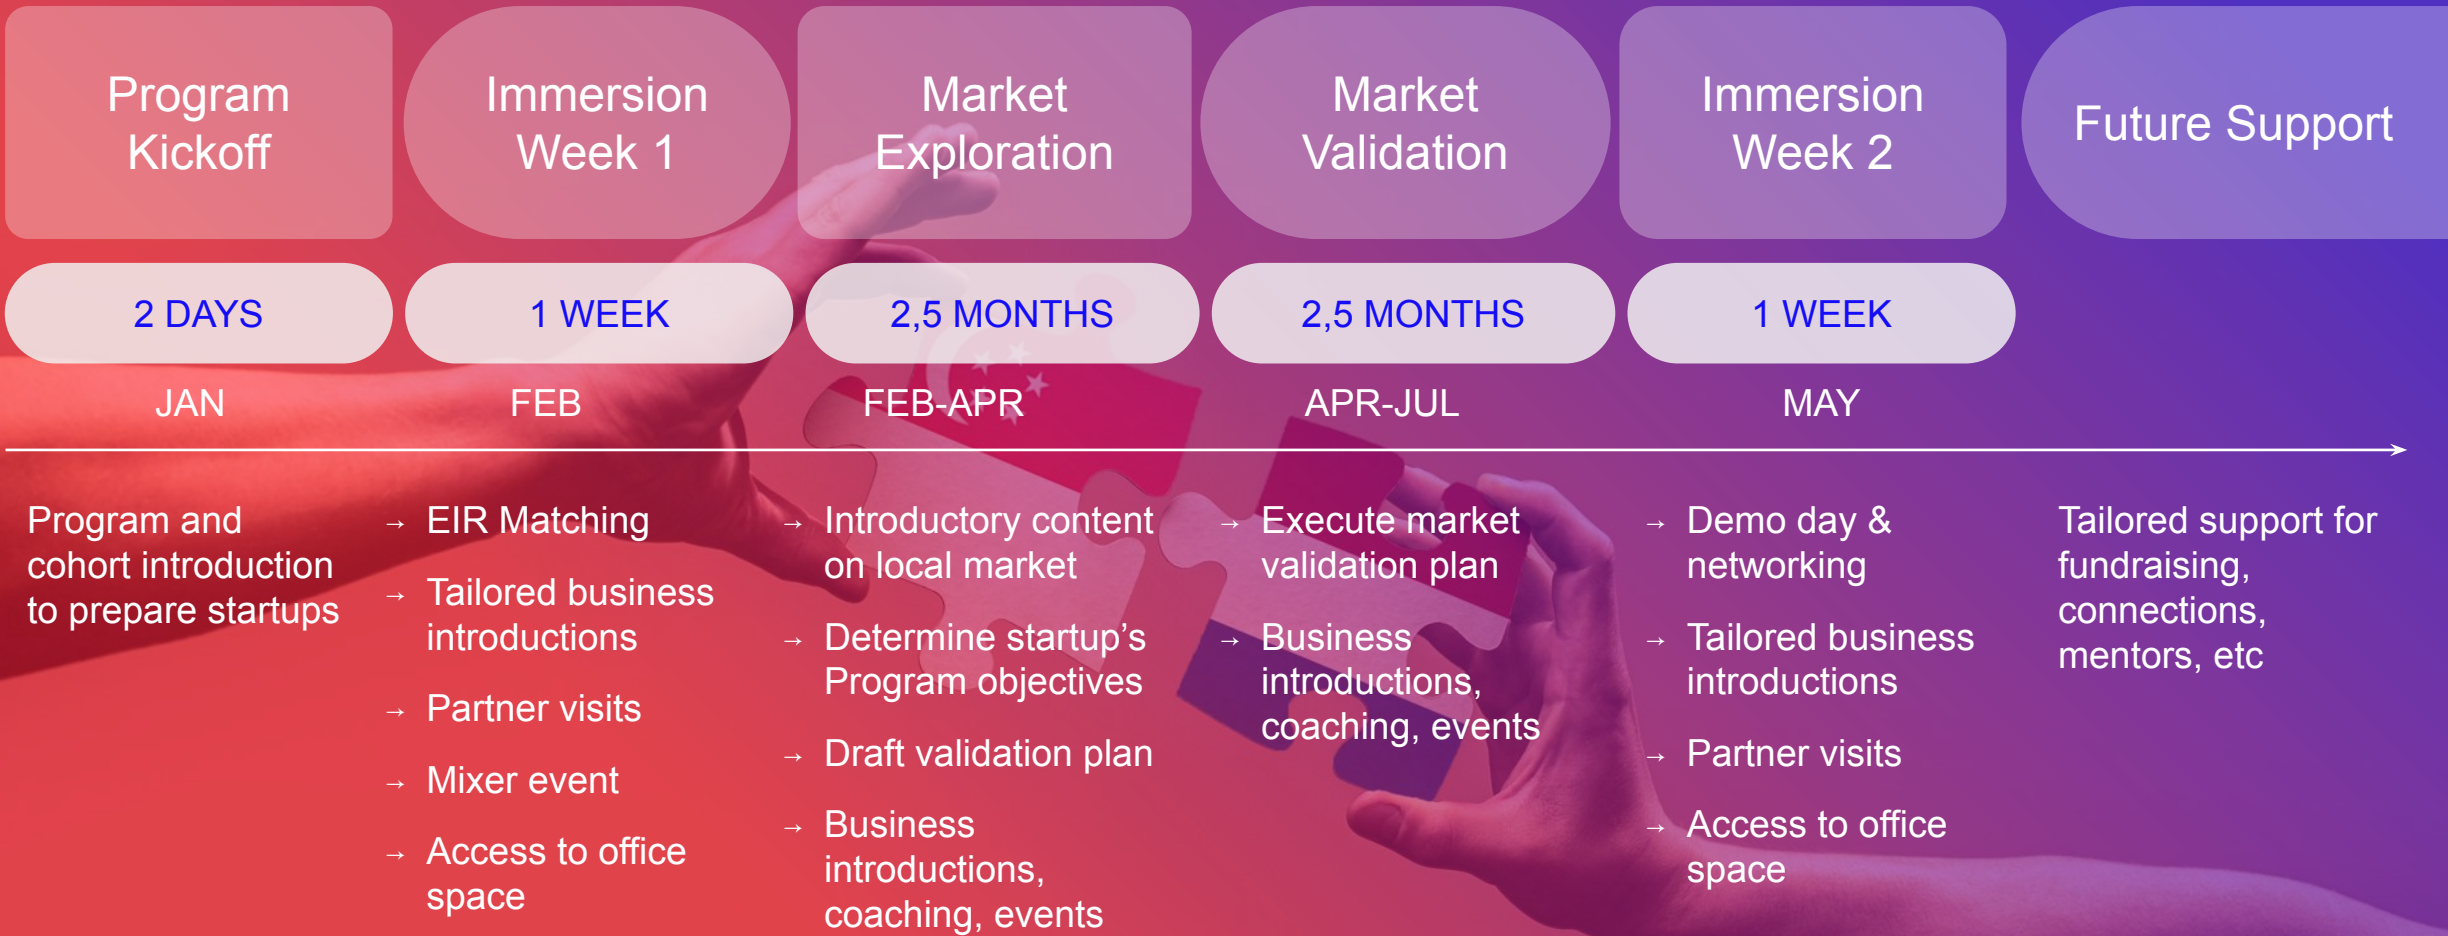 Program
Kickoff
Immersion
Week 1
Market
Exploration
Market
Validation
Immersion
Week 2
Future Support
2 DAYS
1 WEEK
2,5 MONTHS
2,5 MONTHS
1 WEEK
JAN
FEB
FEB-APR
APR-JUL
MAY
Program and
cohort introduction
to prepare startups
→ EIR Matching
→ Tailored business
introductions
→ Partner visits
→ Mixer event
→ Access to office
space
→ Introductory content
on local market
→ Determine startup’s
Program objectives
→ Draft validation plan
→ Business
introductions,
coaching, events
→ Execute market
validation plan
→ Business
introductions,
coaching, events
→ Demo day &
networking
→ Tailored business
introductions
→ Partner visits
→ Access to office
space
Tailored support for
fundraising,
connections,
mentors, etc